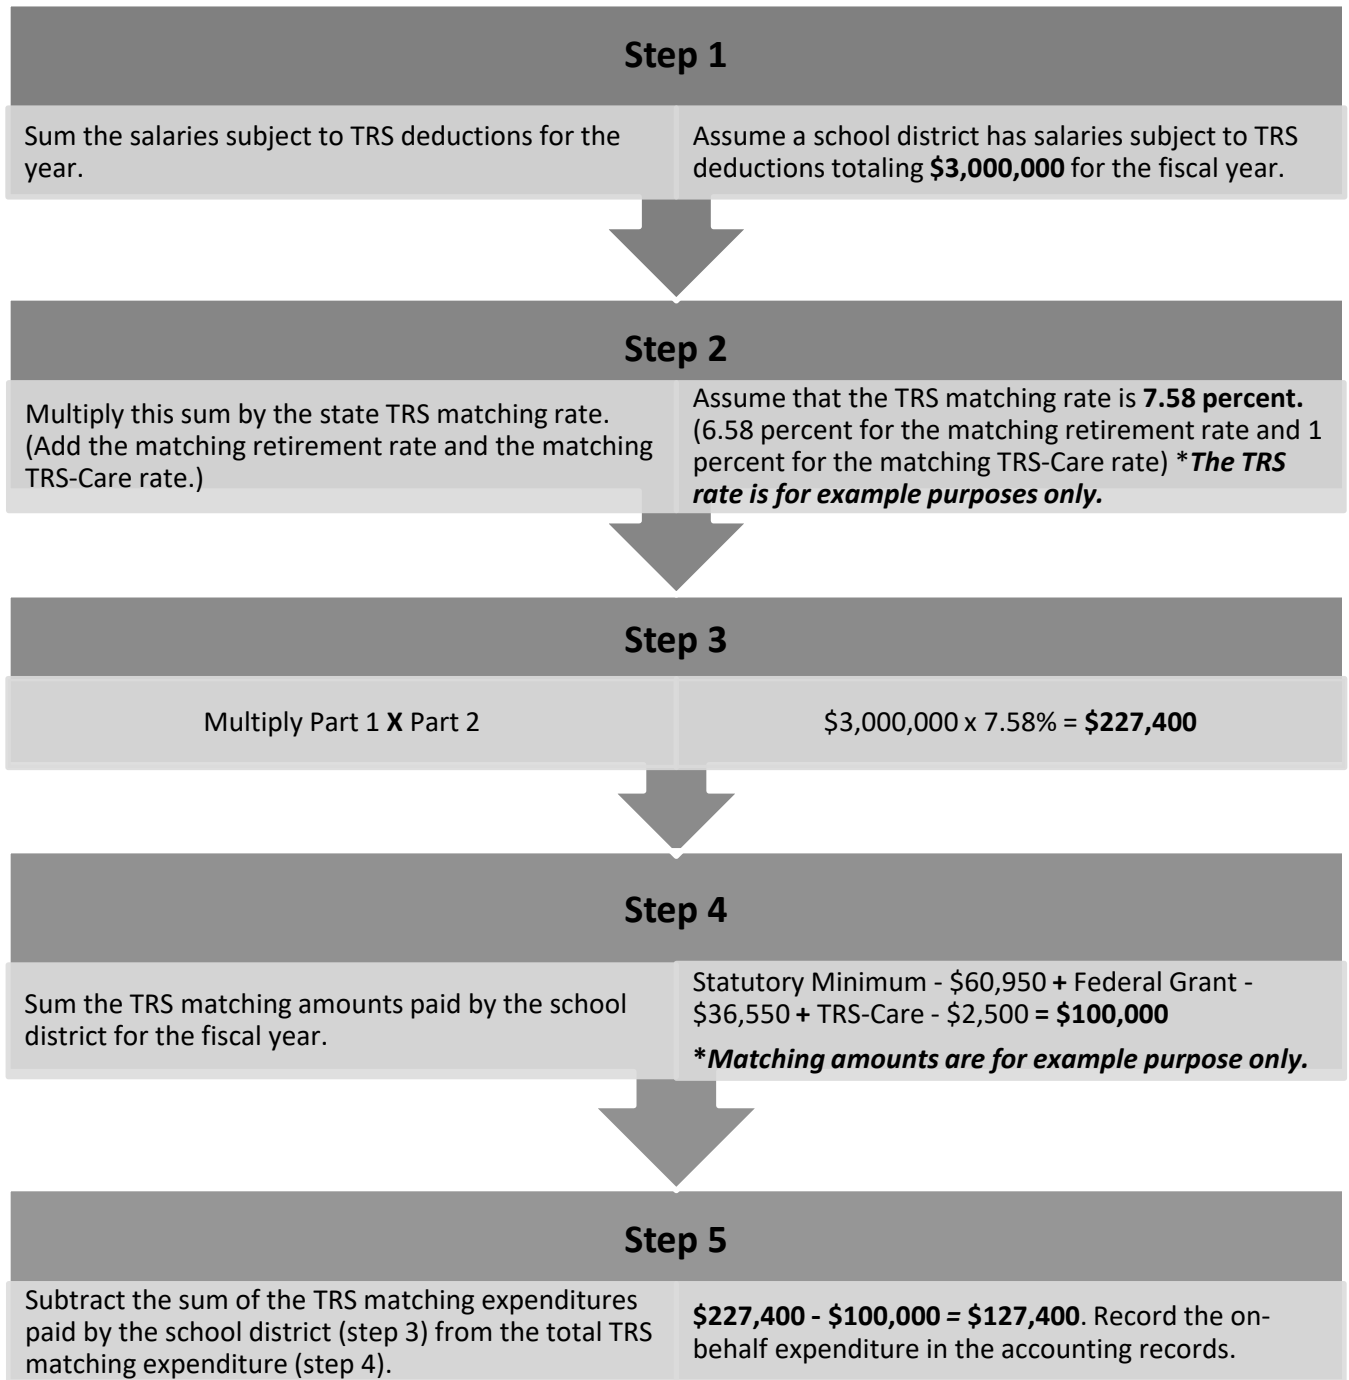 Step 1
Sum the salaries subject to TRS deductions for the
year.
Assume a school district has salaries subject to TRS
deductions totaling $3,000,000 for the fiscal year.
Step 2
Multiply this sum by the state TRS matching rate.
(Add the matching retirement rate and the matching
TRS-Care rate.)
Assume that the TRS matching rate is 7.58 percent.
(6.58 percent for the matching retirement rate and 1
percent for the matching TRS-Care rate) *The TRS
rate is for example purposes only.
Step 3
Multiply Part 1 X Part 2
$3,000,000 x 7.58% = $227,400
Step 4
Sum the TRS matching amounts paid by the school
district for the fiscal year.
Statutory Minimum - $60,950 + Federal Grant -
$36,550 + TRS-Care - $2,500 = $100,000
*Matching amounts are for example purpose only.
Step 5
Subtract the sum of the TRS matching expenditures
paid by the school district (step 3) from the total TRS
matching expenditure (step 4).
$227,400 - $100,000 = $127,400. Record the on-
behalf expenditure in the accounting records.